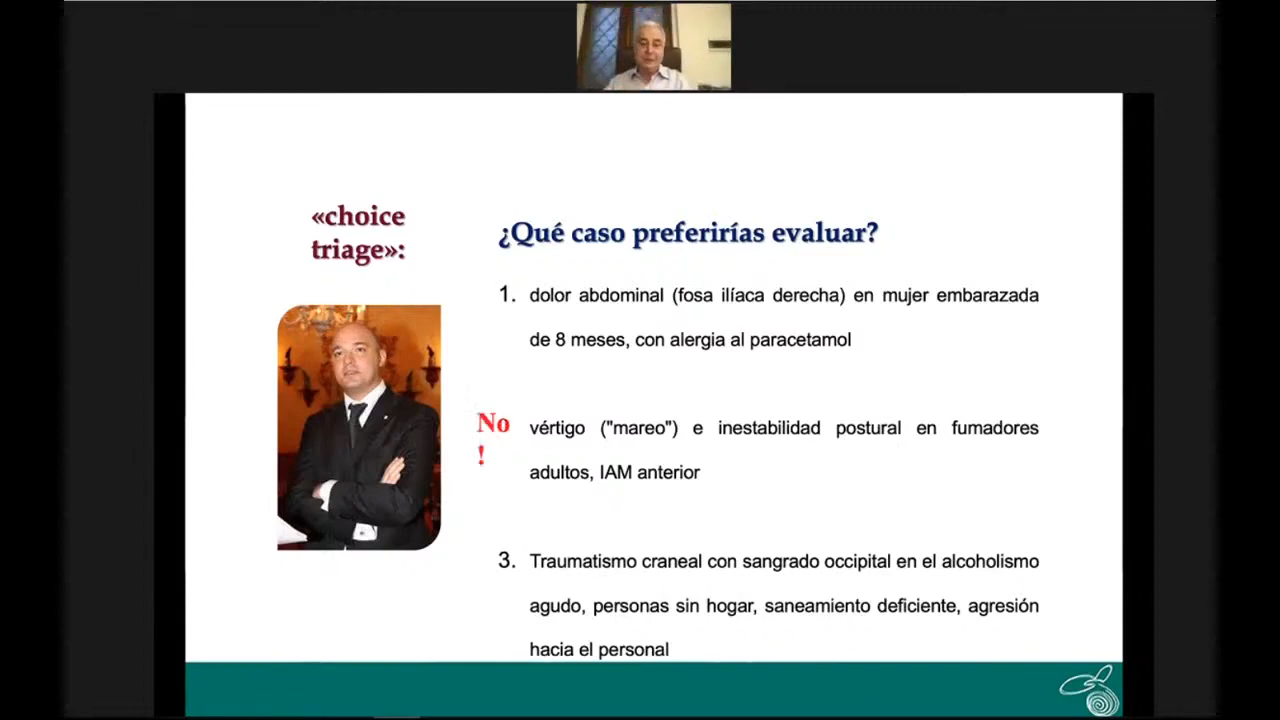 «choice
triage»:
¿Qué caso preferirías evaluar?
1. dolor abdominal (fosa ilíaca derecha) en mujer embarazada
de 8 meses, con alergia al paracetamol
No
!
vértigo ("mareo") e inestabilidad postural en fumadores
adultos, IAM anterior
3. Traumatismo craneal con sangrado occipital en el alcoholismo
agudo, personas sin hogar, saneamiento deficiente, agresión
hacia el personal